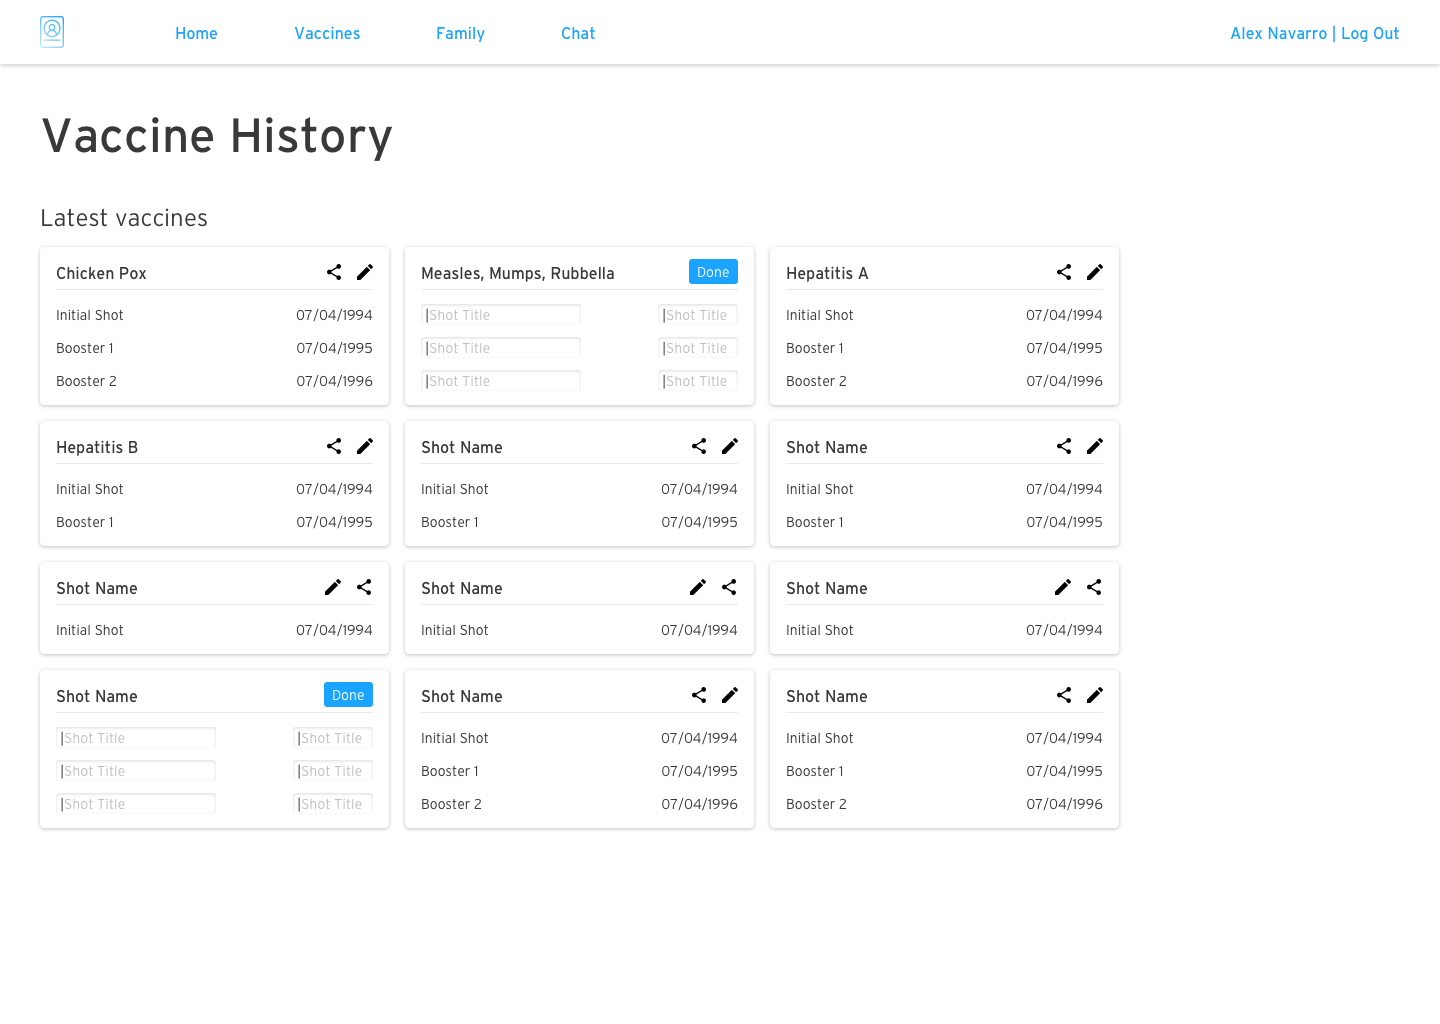 Home Vaccines Family Chat Alex Navarro | Log Out
Vaccine History
Latest vaccines
Chicken Pox
Initial Shot 07/04/1994
Booster 1 07/04/1995
Booster 2 07/04/1996
Measles, Mumps, Rubbella Done
Shot Title Shot Title
Shot Title Shot Title
Shot Title Shot Title
Hepatitis A
Initial Shot 07/04/1994
Booster 1 07/04/1995
Booster 2 07/04/1996
Hepatitis B
Initial Shot 07/04/1994
Booster 1 07/04/1995
Shot Name
Initial Shot 07/04/1994
Booster 1 07/04/1995
Shot Name
Initial Shot 07/04/1994
Booster 1 07/04/1995
Shot Name
Initial Shot 07/04/1994
Shot Name
Initial Shot 07/04/1994
Shot Name
Initial Shot 07/04/1994
Shot Name Done
Shot Title Shot Title
Shot Title Shot Title
Shot Title Shot Title
Shot Name
Initial Shot 07/04/1994
Booster 1 07/04/1995
Booster 2 07/04/1996
Shot Name
Initial Shot 07/04/1994
Booster 1 07/04/1995
Booster 2 07/04/1996